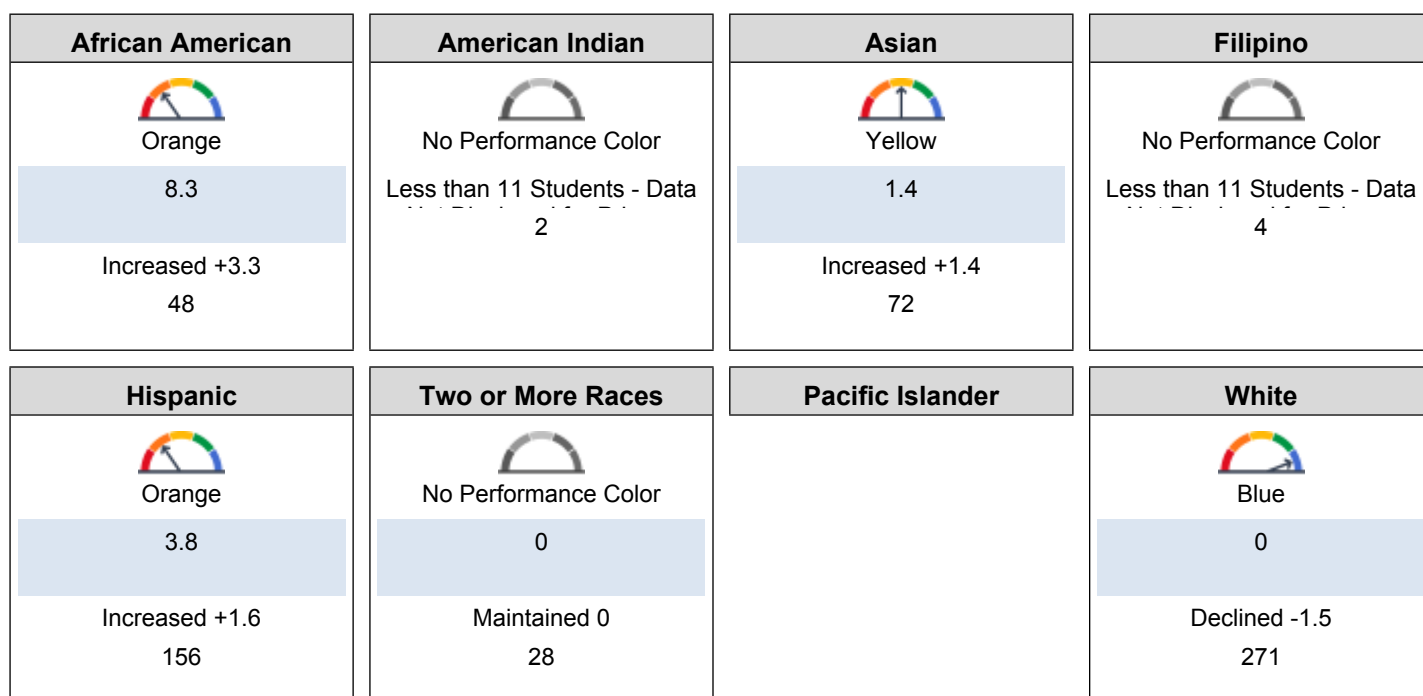 African American
Orange
8.3
Increased +3.3
48
American Indian
No Performance Color
Less than 11 Students - Data
2
Asian
Yellow
1.4
Increased +1.4
72
Filipino
No Performance Color
Less than 11 Students - Data
4
Hispanic
Orange
3.8
Increased +1.6
156
Two or More Races
No Performance Color
0
Maintained 0
28
Pacific Islander
White
Blue
0
Declined -1.5
271